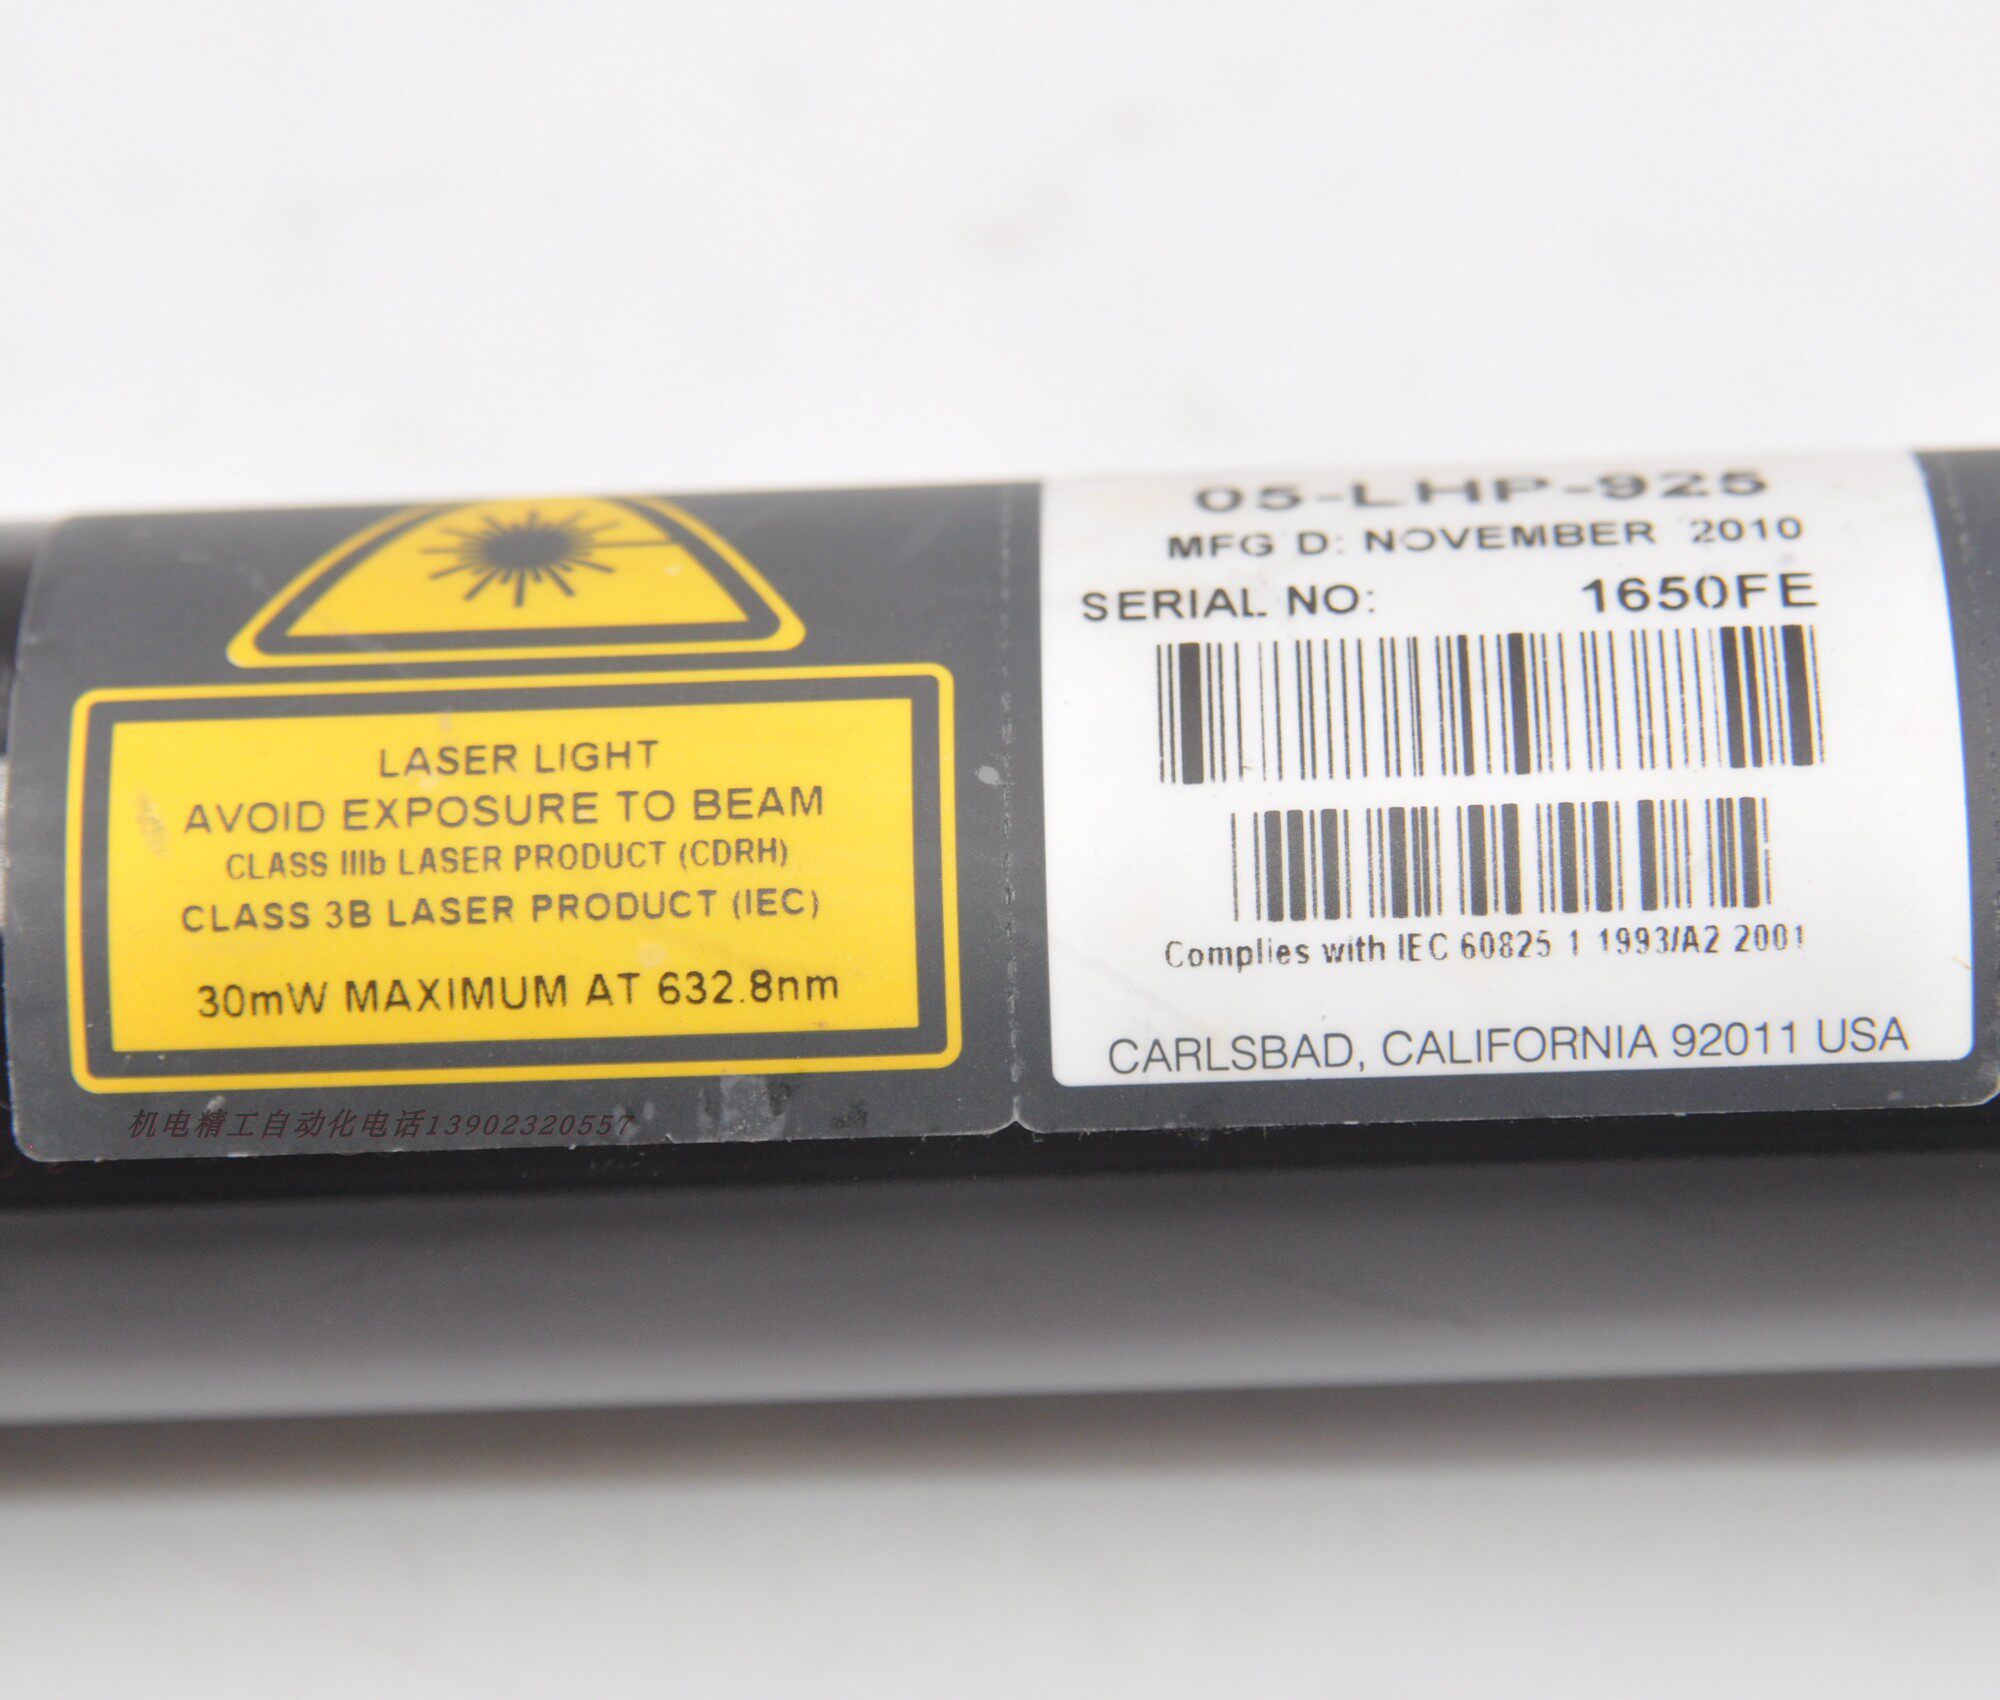 LASER LIGHT
AVOID EXPOSURE TO BEAM
CLASS IIIb LASER PRODUCT (CDRH)
CLASS 3B LASER PRODUCT (IEC)
30mW MAXIMUM AT 632.8nm
05-LHP-925
MFG D: NOVEMBER 2010
SERIAL NO: 1650FE
Complies with IEC 60825 1 1993/A2 2001
CARLSBAD, CALIFORNIA 92011 USA
机电精工自动化电话13902320557